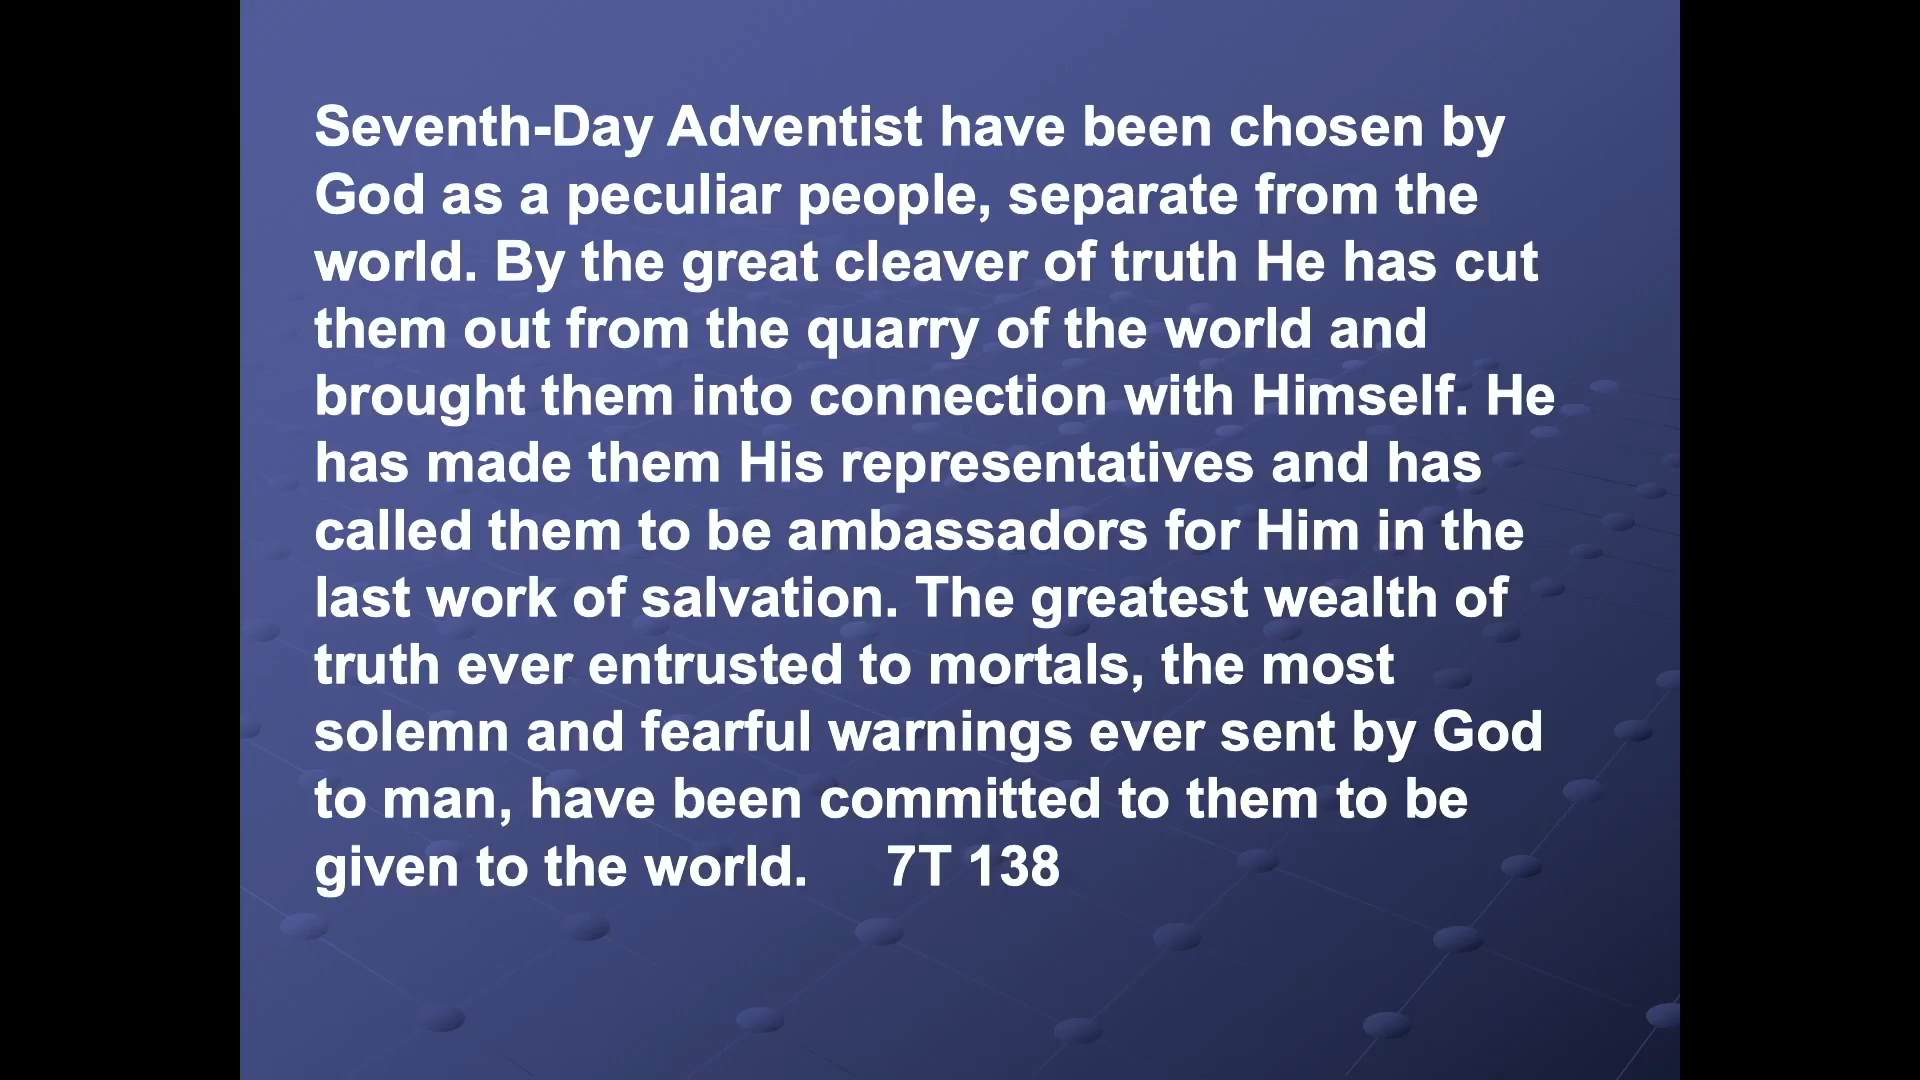 Seventh-Day Adventist have been chosen by
God as a peculiar people, separate from the
world. By the great cleaver of truth He has cut
them out from the quarry of the world and
brought them into connection with Himself. He
has made them His representatives and has
called them to be ambassadors for Him in the
last work of salvation. The greatest wealth of
truth ever entrusted to mortals, the most
solemn and fearful warnings ever sent by God
to man, have been committed to them to be
given to the world. 7T 138